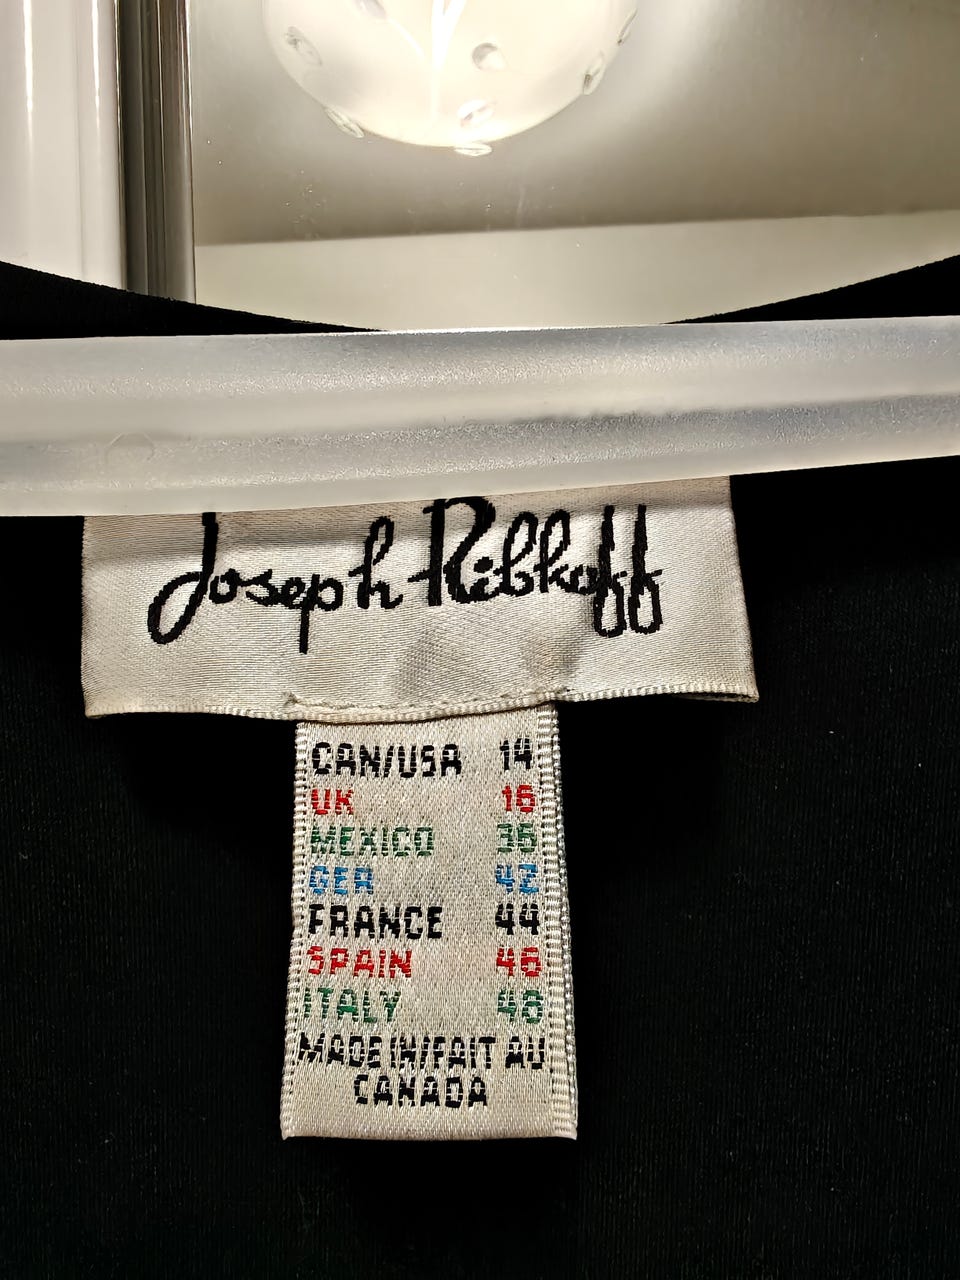 Joseph Ribkoff
CAN/USA 14
UK 16
MEXICO 36
GER 42
FRANCE 44
SPAIN 46
ITALY 48
MADE IN/FAIT AU
CANADA